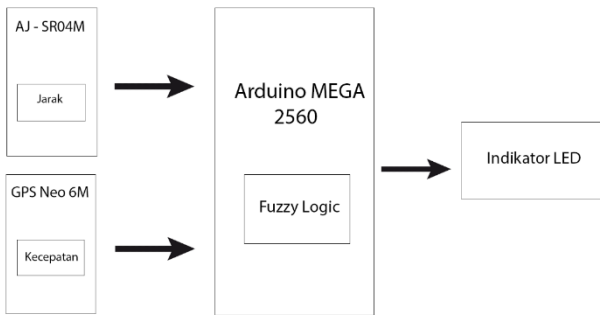 AJ - SR04M
Jarak
GPS Neo 6M
Kecepatan
Arduino MEGA
2560
Fuzzy Logic
Indikator LED